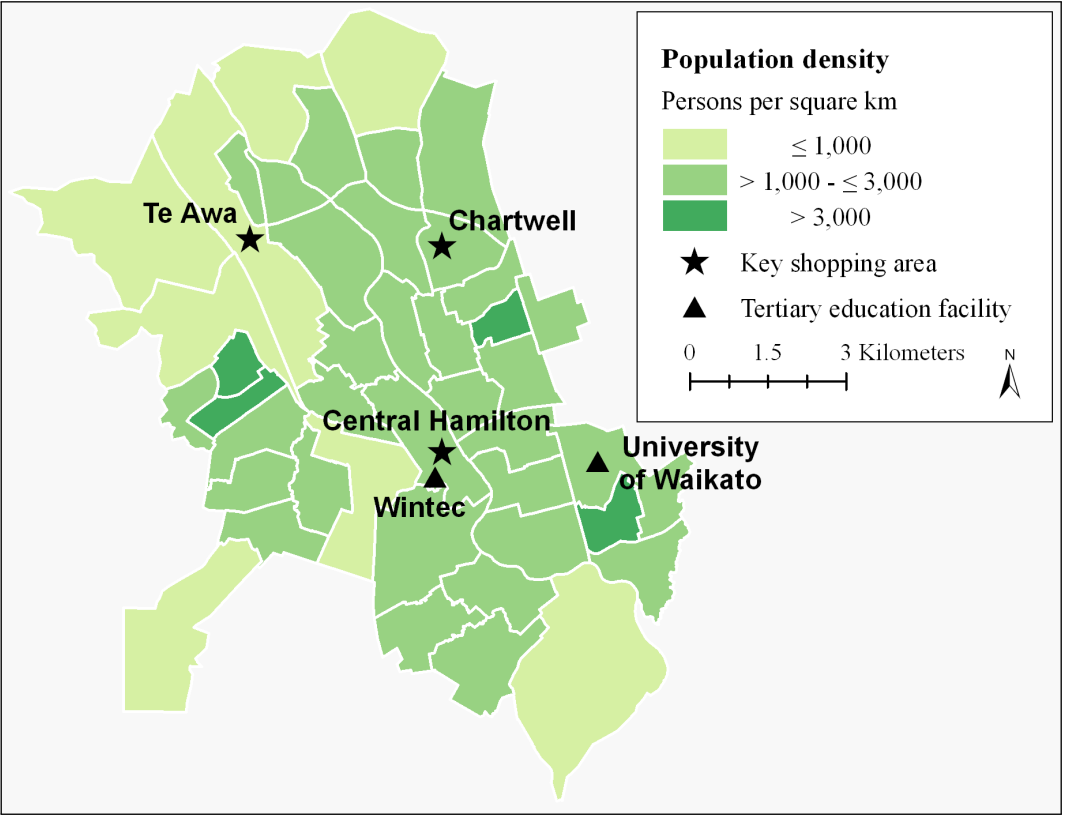 Population density
Persons per square km
≤ 1,000
> 1,000 - ≤ 3,000
> 3,000
Key shopping area
Tertiary education facility
0 1.5 3 Kilometers
N
Te Awa
Chartwell
Central Hamilton
Wintec
University
of Waikato